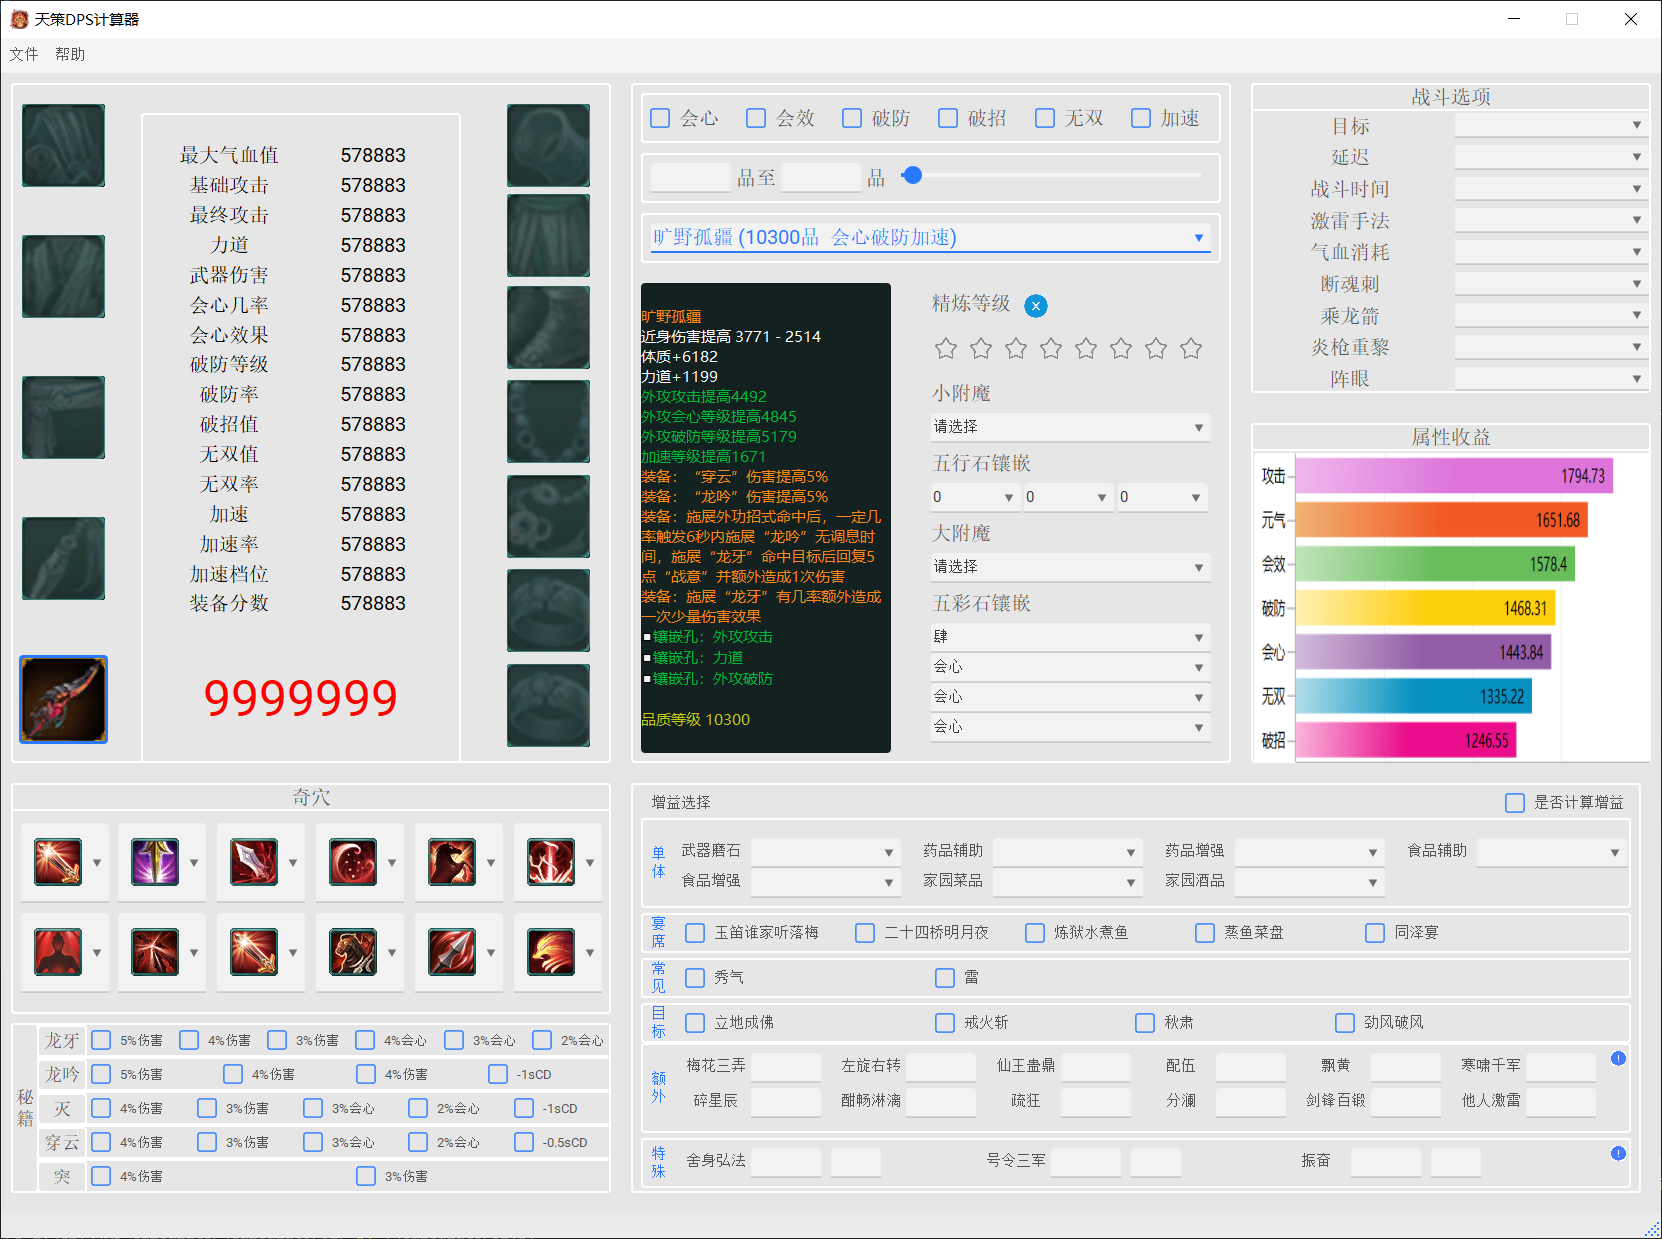 天策DPS计算器
文件 帮助
最大气血值 578883
基础攻击 578883
最终攻击 578883
力道 578883
武器伤害 578883
会心几率 578883
会心效果 578883
破防等级 578883
破防率 578883
破招值 578883
无双值 578883
无双率 578883
加速 578883
加速率 578883
加速档位 578883
装备分数 578883
9999999
会心 会效 破防 破招 无双 加速
品至 品
旷野孤疆 (10300品 会心破防加速)
旷野孤疆
近身伤害提高 3771 - 2514
体质+6182
力道+1199
外攻攻击提高4492
外攻会心等级提高4845
外攻破防等级提高5179
加速等级提高1671
装备：“穿云”伤害提高5%
装备：“龙吟”伤害提高5%
装备：施展外功招式命中后，一定几
率触发6秒内施展“龙吟”无调息时
间，施展“龙牙”命中目标后回复5
点“战意”并额外造成1次伤害
装备：施展“龙牙”有几率额外造成
一次少量伤害效果
镶嵌孔：外攻攻击
镶嵌孔：力道
镶嵌孔：外攻破防
品质等级 10300
精炼等级
小附魔
请选择
五行石镶嵌
0 0 0
大附魔
请选择
五彩石镶嵌
肆
会心
会心
会心
战斗选项
目标
延迟
战斗时间
激雷手法
气血消耗
断魂刺
乘龙箭
炎枪重黎
阵眼
属性收益
攻击 1794.73
元气 1651.68
会效 1578.4
破防 1468.31
会心 1443.84
无双 1335.22
破招 1246.55
奇穴
秘籍
龙牙 5%伤害 4%伤害 3%伤害 4%会心 3%会心 2%会心
龙吟 5%伤害 4%伤害 4%伤害 -1sCD
灭 4%伤害 3%伤害 3%会心 2%会心 -1sCD
穿云 4%伤害 3%伤害 3%会心 2%会心 -0.5sCD
突 4%伤害 3%伤害
增益选择 是否计算增益
单体
武器磨石 药品辅助 药品增强 食品辅助
食品增强 家园菜品 家园酒品
宴席 玉笛谁家听落梅 二十四桥明月夜 炼狱水煮鱼 蒸鱼菜盘 同泽宴
常见 秀气 雷
目标 立地成佛 戒火斩 秋肃 劲风破风
额外
梅花三弄 左旋右转 仙王蛊鼎 配伍 飘黄 寒啸千军
碎星辰 酣畅淋漓 疏狂 分澜 剑锋百锻 他人激雷
特殊 舍身弘法 号令三军 振奋